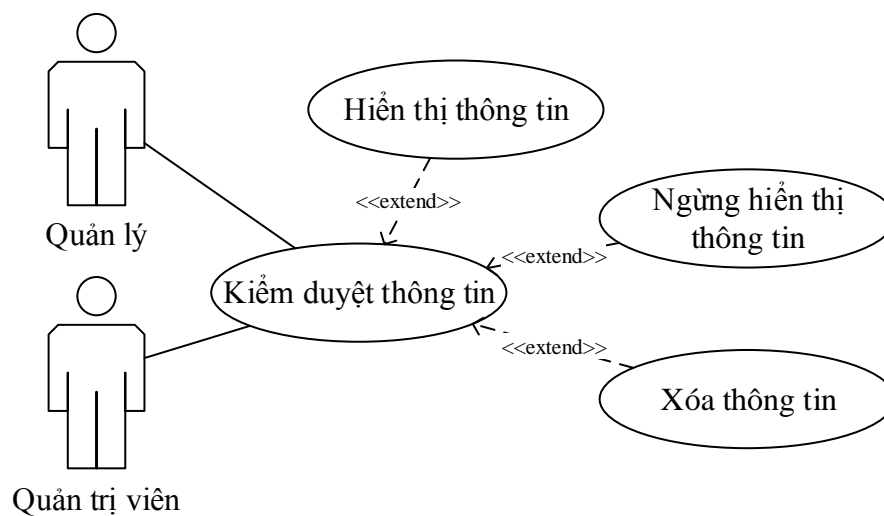 Hiển thị thông tin
<<extend>>
Quản lý
Ngừng hiển thị
thông tin
<<extend>>
Kiểm duyệt thông tin
<<extend>>
Xóa thông tin
Quản trị viên